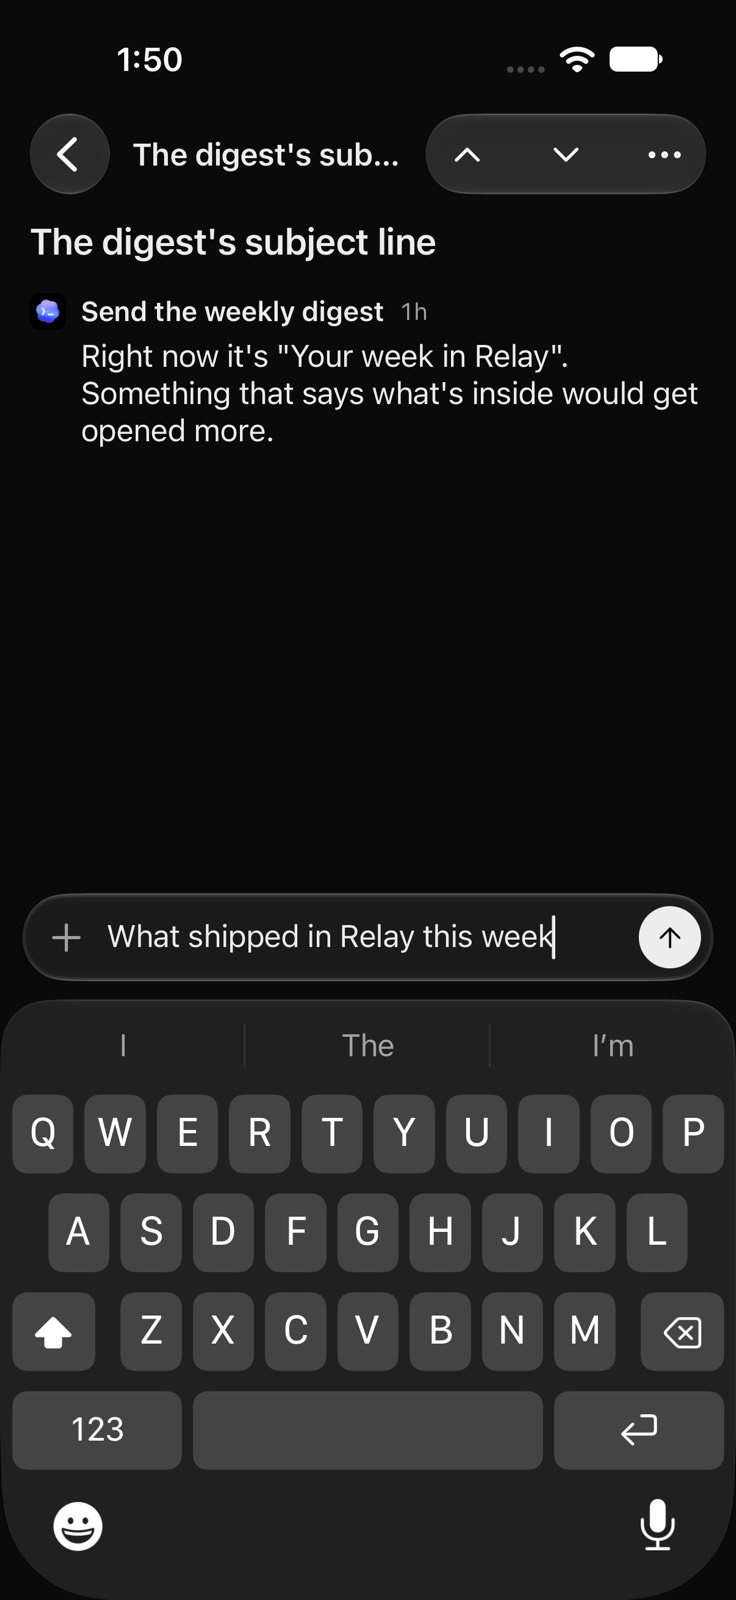 1:50
The digest's sub...
The digest's subject line
Send the weekly digest 1h
Right now it's "Your week in Relay".
Something that says what's inside would get
opened more.
What shipped in Relay this week
I The I’m
Q W E R T Y U I O P
A S D F G H J K L
Z X C V B N M
123